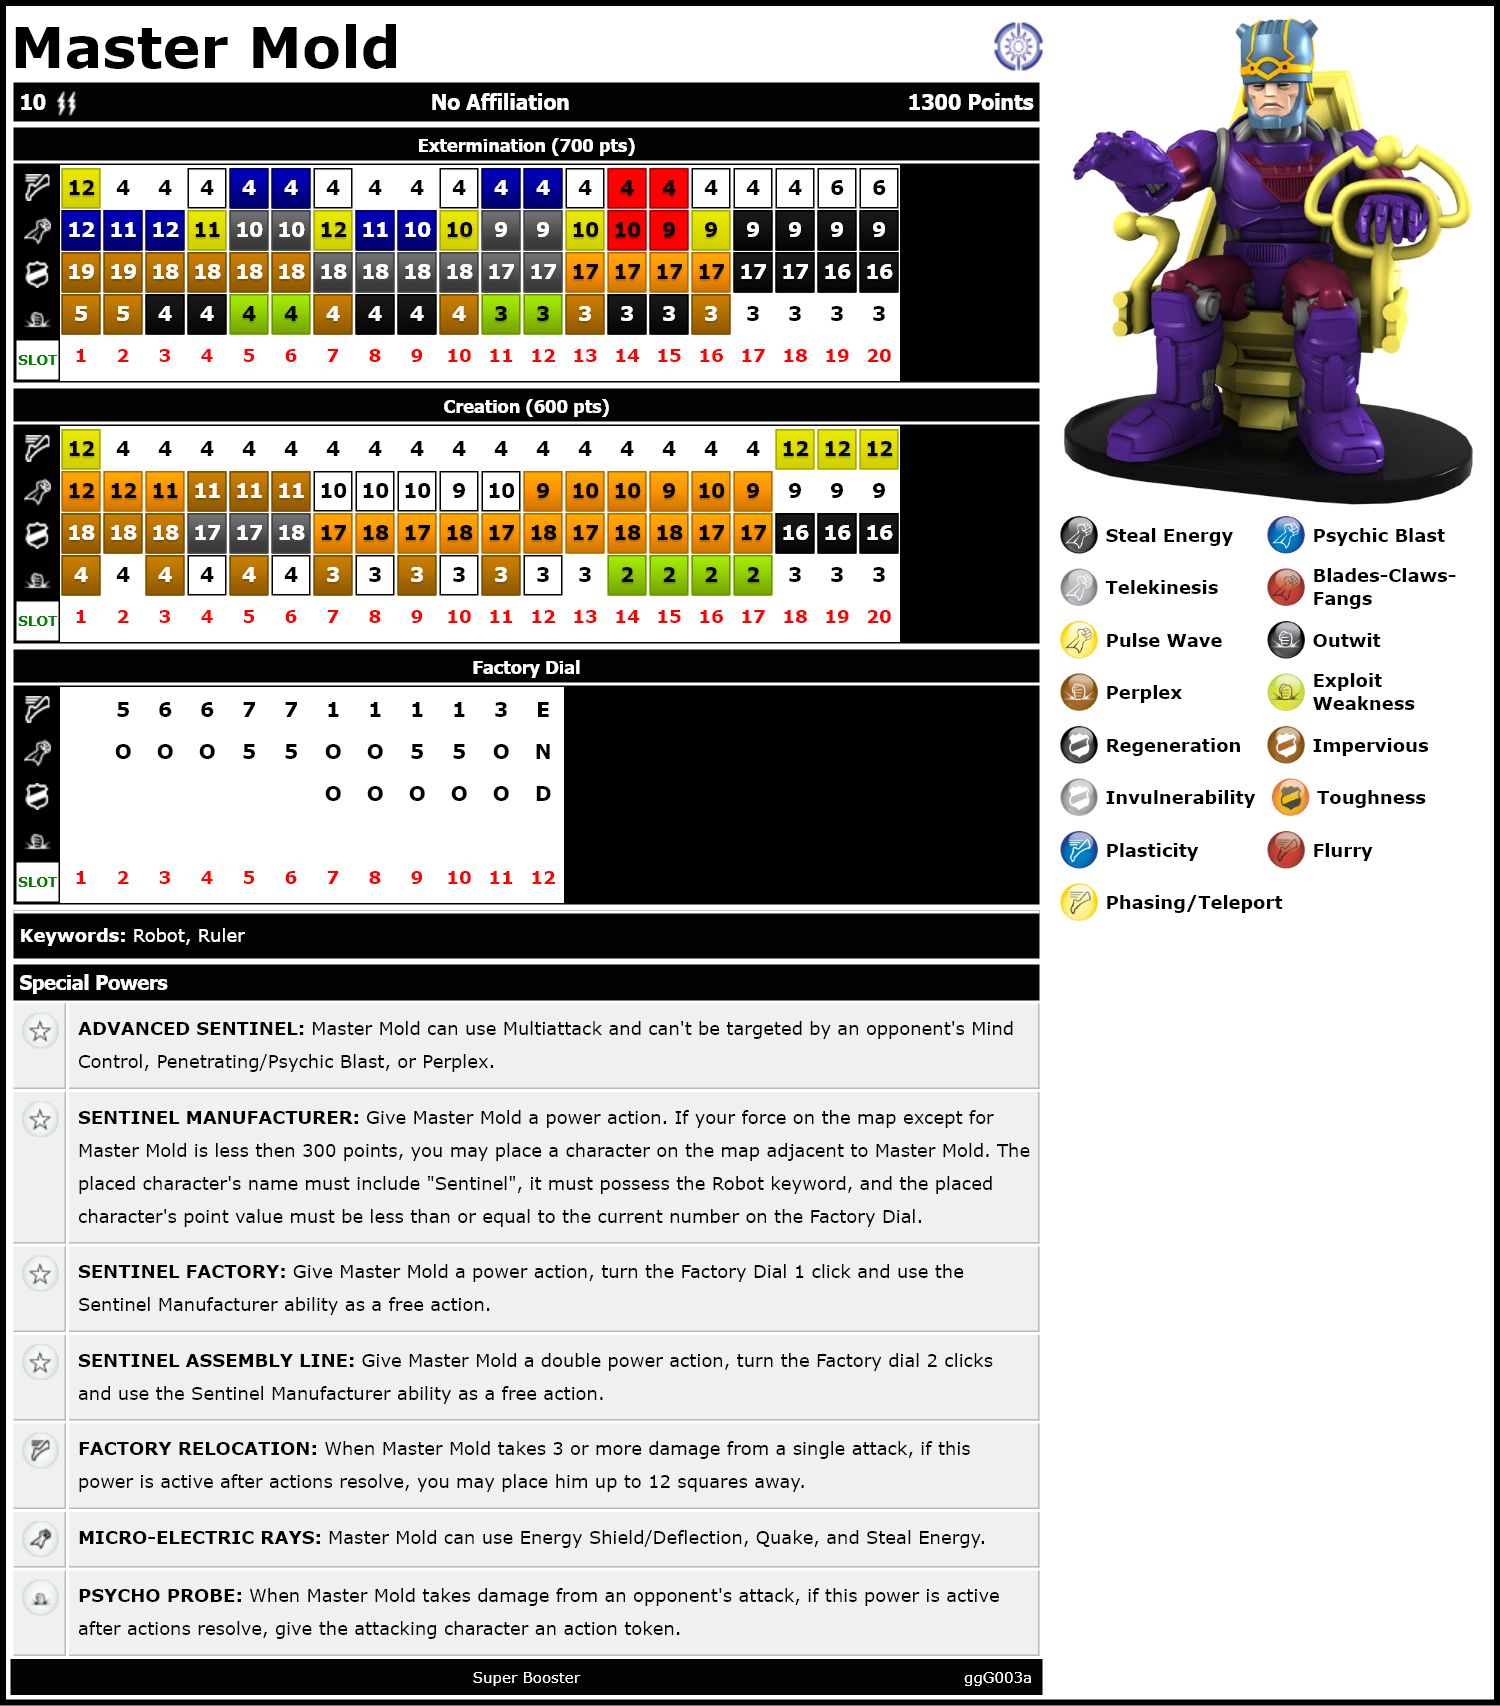 Master Mold
10 No Affiliation 1300 Points
Extermination (700 pts)
12 4 4 4 4 4 4 4 4 4 4 4 4 4 4 4 4 4 6 6
12 11 12 11 10 10 12 11 10 10 9 9 10 10 9 9 9 9 9 9
19 19 18 18 18 18 18 18 18 18 17 17 17 17 17 17 17 17 16 16
5 5 4 4 4 4 4 4 4 4 3 3 3 3 3 3 3 3 3 3
SLOT 1 2 3 4 5 6 7 8 9 10 11 12 13 14 15 16 17 18 19 20
Creation (600 pts)
12 4 4 4 4 4 4 4 4 4 4 4 4 4 4 4 4 12 12 12
12 12 11 11 11 11 10 10 10 9 10 9 10 10 9 10 9 9 9 9
18 18 18 17 17 18 17 18 17 18 17 18 17 18 18 17 17 16 16 16
4 4 4 4 4 4 3 3 3 3 3 3 3 2 2 2 2 3 3 3
SLOT 1 2 3 4 5 6 7 8 9 10 11 12 13 14 15 16 17 18 19 20
Factory Dial
5 6 6 7 7 1 1 1 1 3 E
O O O 5 5 O O 5 5 O N
O O O O O D
SLOT 1 2 3 4 5 6 7 8 9 10 11 12
Keywords: Robot, Ruler
Special Powers
ADVANCED SENTINEL: Master Mold can use Multiattack and can't be targeted by an opponent's Mind
Control, Penetrating/Psychic Blast, or Perplex.
SENTINEL MANUFACTURER: Give Master Mold a power action. If your force on the map except for
Master Mold is less then 300 points, you may place a character on the map adjacent to Master Mold. The
placed character's name must include "Sentinel", it must possess the Robot keyword, and the placed
character's point value must be less than or equal to the current number on the Factory Dial.
SENTINEL FACTORY: Give Master Mold a power action, turn the Factory Dial 1 click and use the
Sentinel Manufacturer ability as a free action.
SENTINEL ASSEMBLY LINE: Give Master Mold a double power action, turn the Factory dial 2 clicks
and use the Sentinel Manufacturer ability as a free action.
FACTORY RELOCATION: When Master Mold takes 3 or more damage from a single attack, if this
power is active after actions resolve, you may place him up to 12 squares away.
MICRO-ELECTRIC RAYS: Master Mold can use Energy Shield/Deflection, Quake, and Steal Energy.
PSYCHO PROBE: When Master Mold takes damage from an opponent's attack, if this power is active
after actions resolve, give the attacking character an action token.
Super Booster ggG003a
Steal Energy Psychic Blast
Telekinesis Blades-Claws-
Fangs
Pulse Wave Outwit
Perplex Exploit
Weakness
Regeneration Impervious
Invulnerability Toughness
Plasticity Flurry
Phasing/Teleport